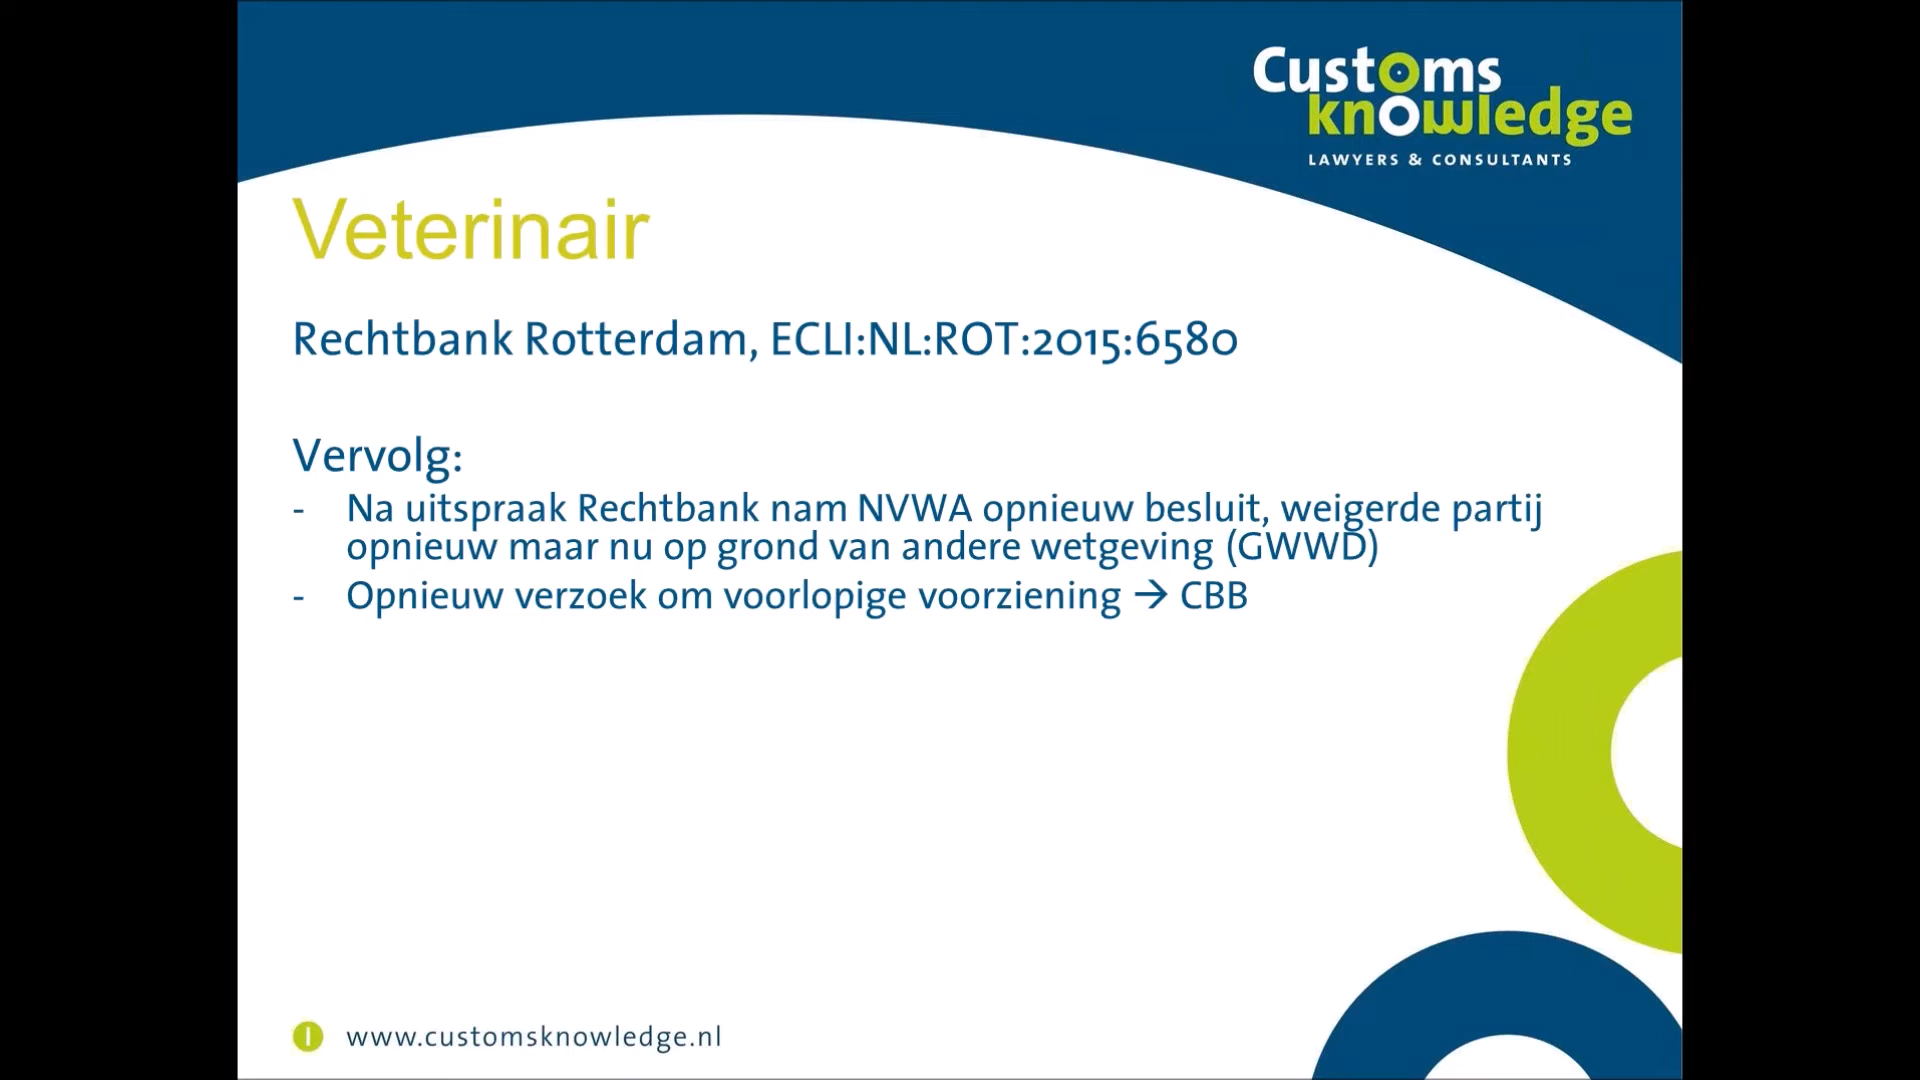 Customs
knowledge
LAWYERS & CONSULTANTS
Veterinair
Rechtbank Rotterdam, ECLI:NL:ROT:2015:6580
Vervolg:
- Na uitspraak Rechtbank nam NVWA opnieuw besluit, weigerde partij
opnieuw maar nu op grond van andere wetgeving (GWWD)
- Opnieuw verzoek om voorlopige voorziening → CBB
www.customsknowledge.nl